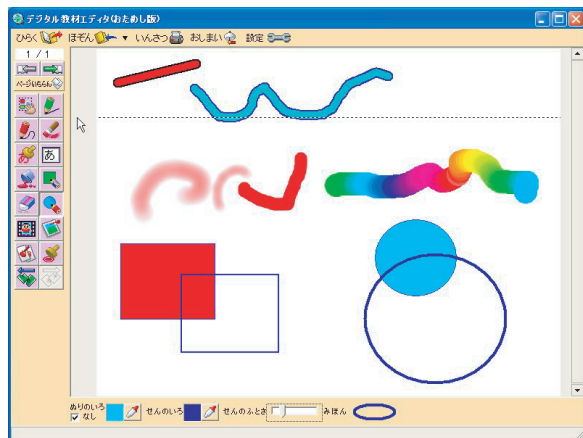 デジタル教材エディタ(おためし版)
ひらく ほぞん いんさつ おしまい 設定
1 / 1
ページいちらん
あ
ぬりのいろ
なし せんのいろ せんのふとさ みほん